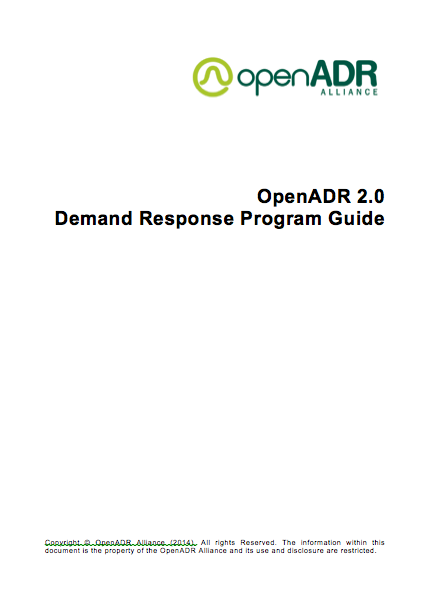 openADR
ALLIANCE
OpenADR 2.0
Demand Response Program Guide
Copyright © OpenADR Alliance (2014). All rights Reserved. The information within this
document is the property of the OpenADR Alliance and its use and disclosure are restricted.